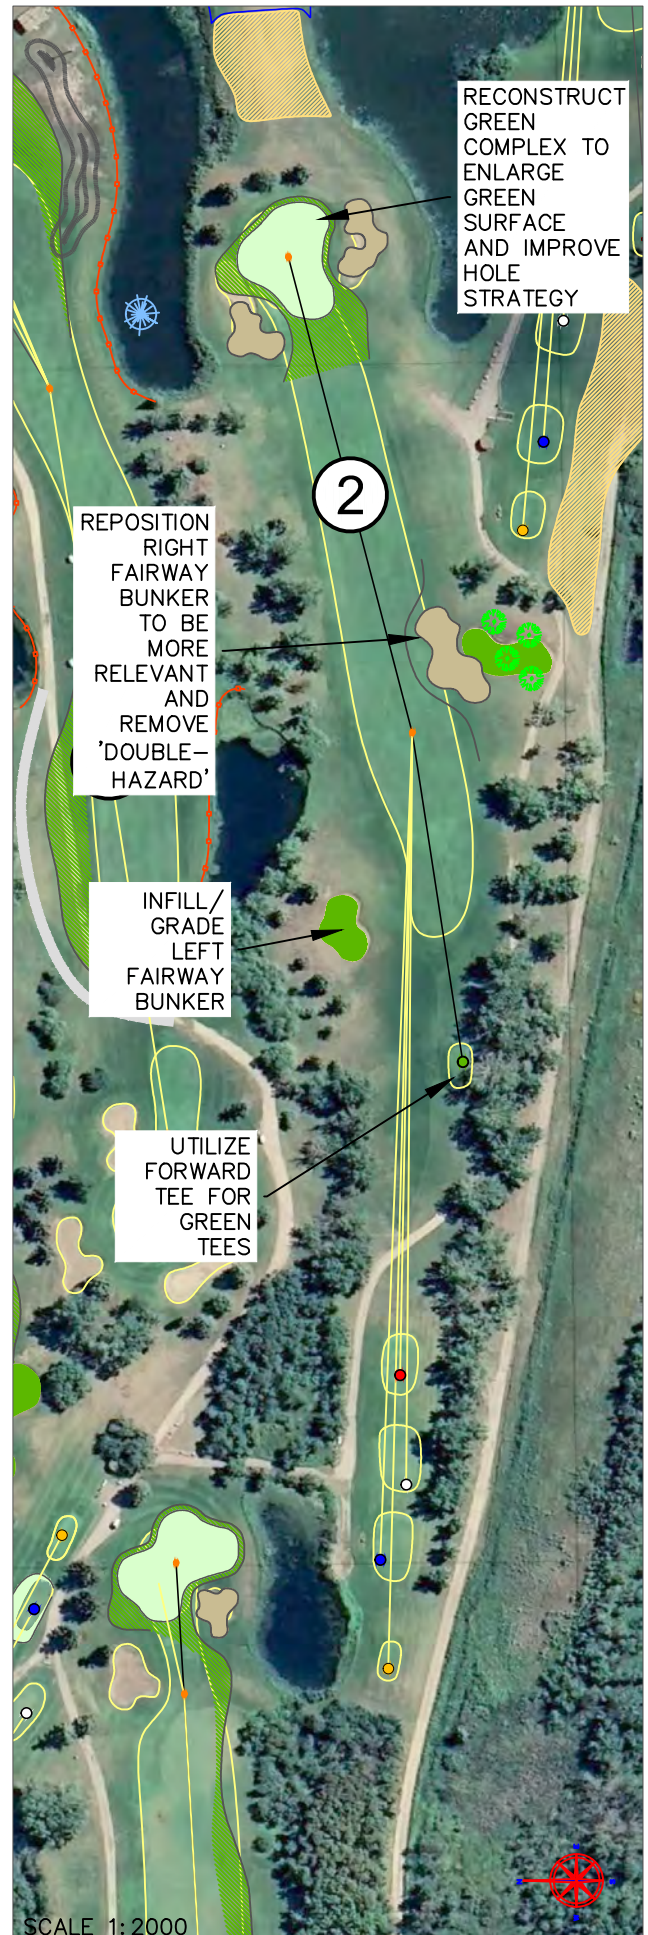 RECONSTRUCT
GREEN
COMPLEX TO
ENLARGE
GREEN
SURFACE
AND IMPROVE
HOLE
STRATEGY
2
REPOSITION
RIGHT
FAIRWAY
BUNKER
TO BE
MORE
RELEVANT
AND
REMOVE
'DOUBLE-
HAZARD'
INFILL/
GRADE
LEFT
FAIRWAY
BUNKER
UTILIZE
FORWARD
TEE FOR
GREEN
TEES
SCALE 1:2000